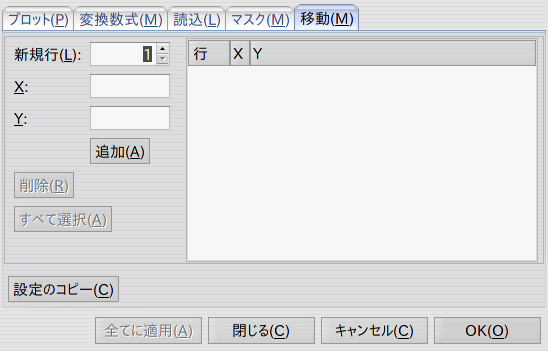 プロット(P) 変換数式(M) 読込(L) マスク(M) 移動(M)
新規行(L): 1
行 X Y
X:
Y:
追加(A)
削除(R)
すべて選択(A)
設定のコピー(C)
全てに適用(A) 閉じる(C) キャンセル(C) OK(O)